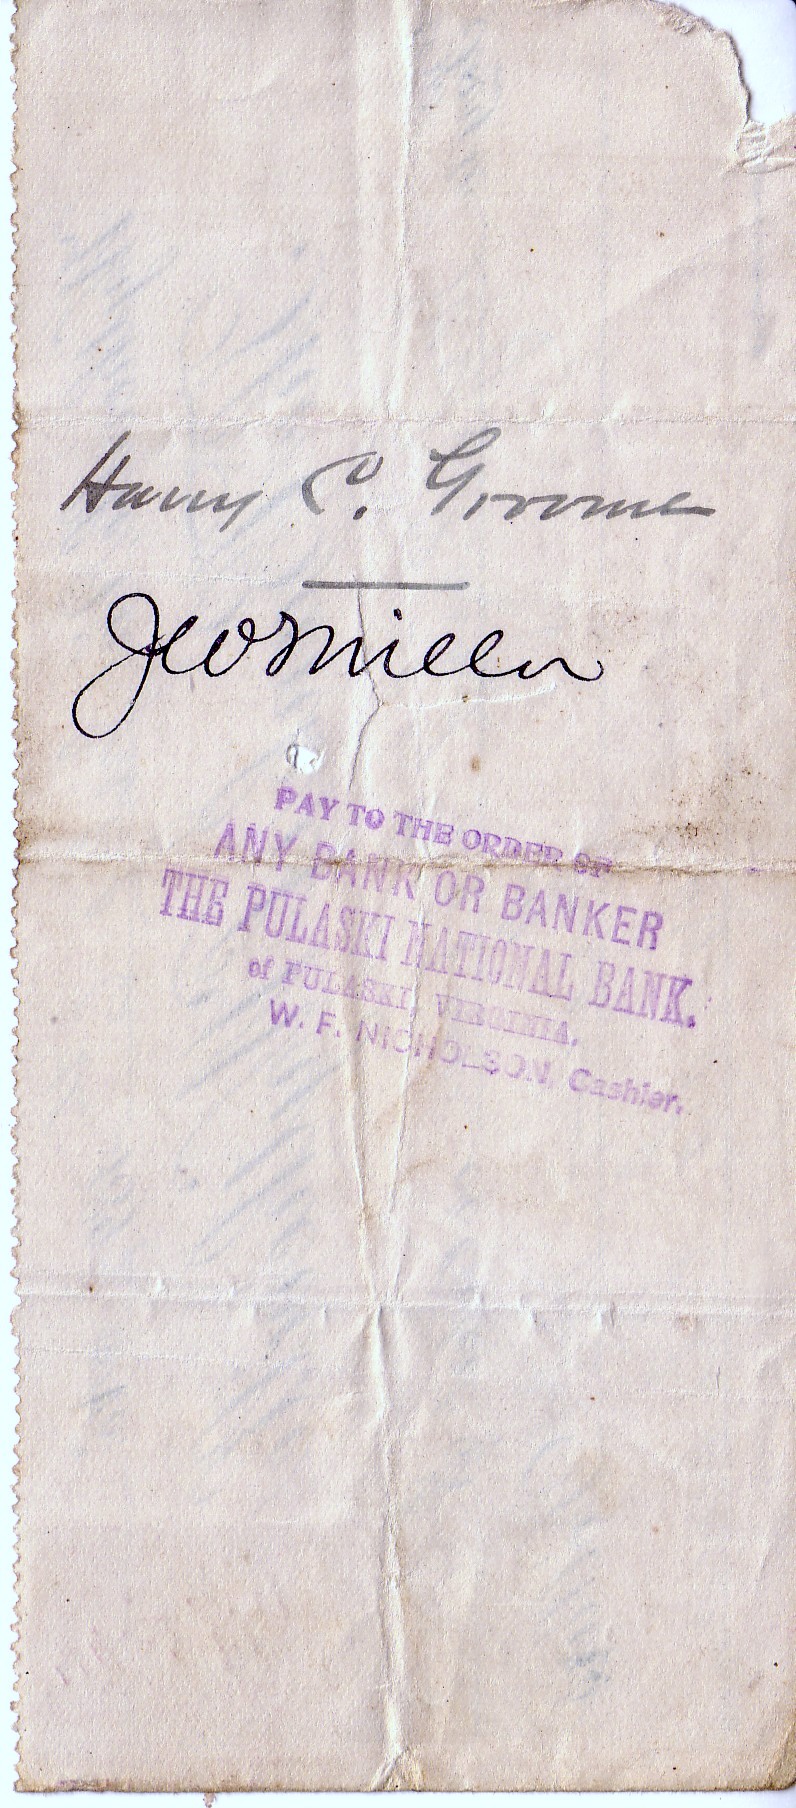 Harry C. Groome
JWMiller
PAY TO THE ORDER OF
ANY BANK OR BANKER
THE PULASKI NATIONAL BANK.
of PULASKI, VIRGINIA.
W. F. NICHOLSON, Cashier.